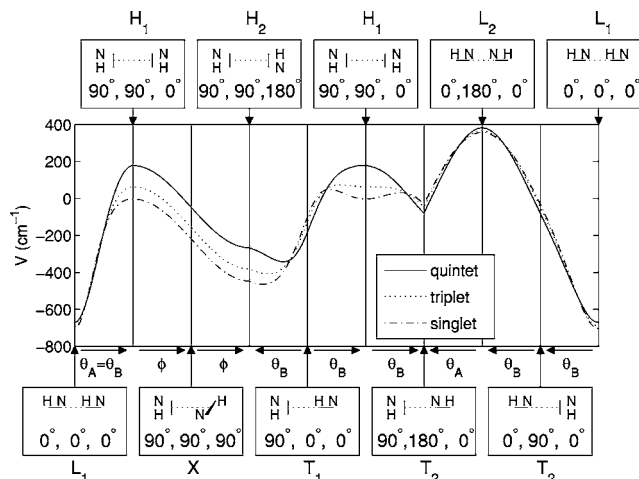 H1 H2 H1 L2 L1
N N
H H
90°, 90°, 0°
N H
H N
90°, 90°, 180°
N N
H H
90°, 90°, 0°
H N N H
0°, 180°, 0°
H N H N
0°, 0°, 0°
V (cm−1)
400
200
0
−200
−400
−600
−800
quintet
triplet
singlet
θA=θB φ φ θB θB θB θA θB θB
H N H N
0°, 0°, 0°
N H
H N
90°, 90°, 90°
N H N
H
90°, 0°, 0°
N N H
H
90°, 180°, 0°
H N N
H
0°, 90°, 0°
L1 X T1 T2 T2